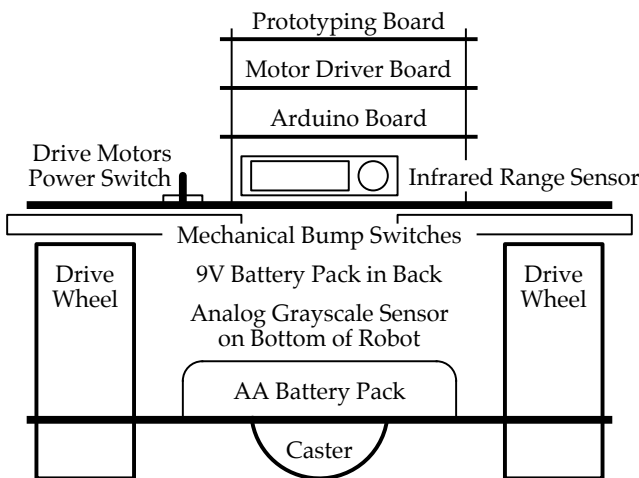 Prototyping Board
Motor Driver Board
Arduino Board
Drive Motors
Power Switch
Infrared Range Sensor
Mechanical Bump Switches
Drive
Wheel
9V Battery Pack in Back
Drive
Wheel
Analog Grayscale Sensor
on Bottom of Robot
AA Battery Pack
Caster